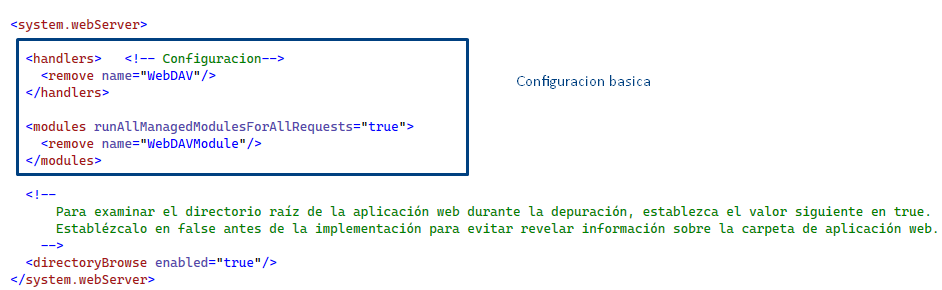 <system.webServer>
<handlers> <!-- Configuracion-->
<remove name="WebDAV"/>
</handlers>
Configuracion basica
<modules runAllManagedModulesForAllRequests="true">
<remove name="WebDAVModule"/>
</modules>
<!--
Para examinar el directorio raíz de la aplicación web durante la depuración, establezca el valor siguiente en true.
Establézcalo en false antes de la implementación para evitar revelar información sobre la carpeta de aplicación web.
-->
<directoryBrowse enabled="true"/>
</system.webServer>